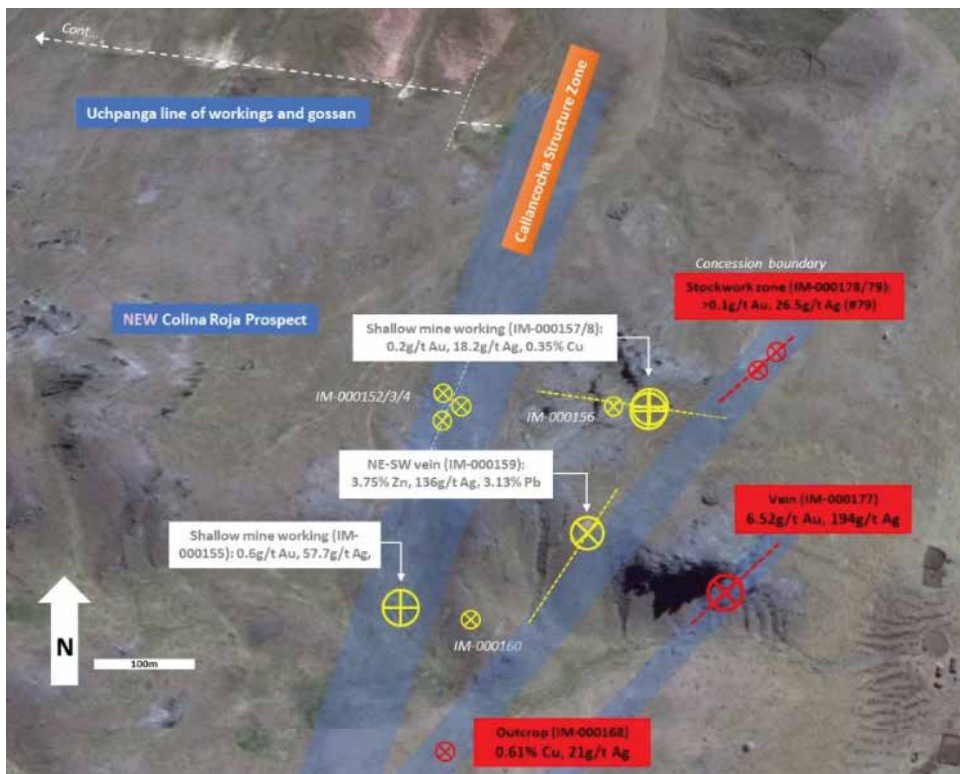 Cont...
Uchpanga line of workings and gossan
Callancocha Structure Zone
Concession boundary
Stockwork zone (IM-000178/79):
>0.1g/t Au, 26.5g/t Ag (#79)
NEW Colina Roja Prospect
Shallow mine working (IM-000157/8):
0.2g/t Au, 18.2g/t Ag, 0.35% Cu
IM-000152/3/4
IM-000156
NE-SW vein (IM-000159):
3.75% Zn, 136g/t Ag, 3.13% Pb
Vein (IM-000177)
6.52g/t Au, 194g/t Ag
Shallow mine working (IM-
000155): 0.6g/t Au, 57.7g/t Ag,
IM-000160
N
100m
Outcrop (IM-000168)
0.61% Cu, 21g/t Ag